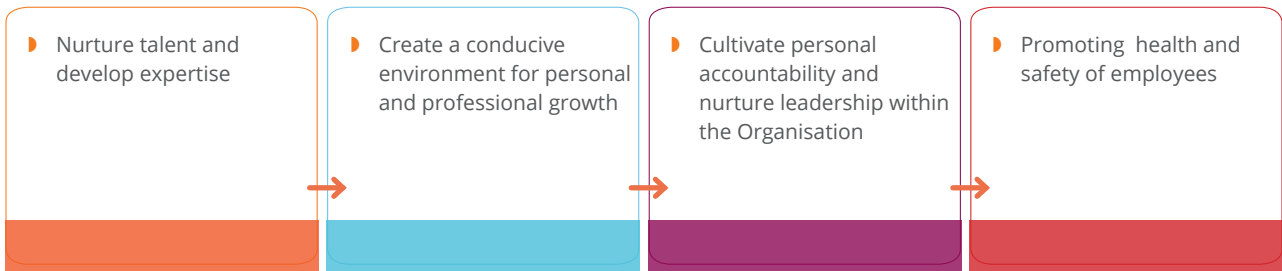 Nurture talent and
develop expertise
Create a conducive
environment for personal
and professional growth
Cultivate personal
accountability and
nurture leadership within
the Organisation
Promoting health and
safety of employees